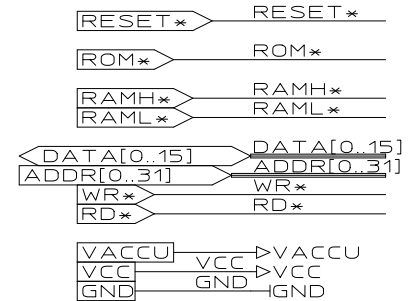 RESET* RESET*
ROM* ROM*
RAMH* RAMH*
RAML* RAML*
DATA[0..15] DATA[0..15]
ADDR[0..31] ADDR[0..31]
WR* WR*
RD* RD*
VACCU VACCU
VCC VCC VCC
GND GND GND